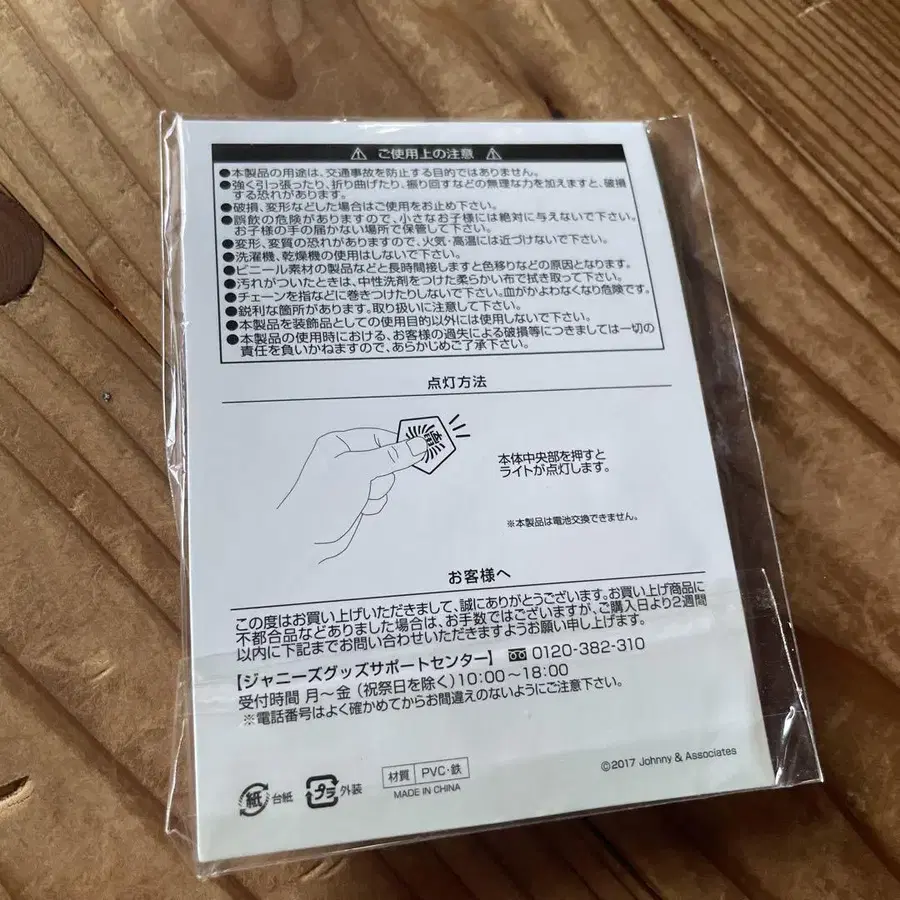 ⚠ ご使用上の注意 ⚠
●本製品の用途は、交通事故を防止する目的ではありません。
●強く引っ張ったり、折り曲げたり、振り回すなどの無理な力を加えますと、破損
する恐れがあります。
●破損、変形などした場合はご使用をお止め下さい。
●誤飲の危険がありますので、小さなお子様には絶対に与えないで下さい。
お子様の手の届かない場所で保管して下さい。
●変形、変質の恐れがありますので、火気・高温には近づけないで下さい。
●洗濯機、乾燥機の使用はしないで下さい。
●ビニール素材の製品などと長時間接しますと色移りなどの原因となります。
●汚れがついたときは、中性洗剤をつけた柔らかい布で拭き取って下さい。
●チェーンを指などに巻きつけたりしないで下さい。血がかよわなくなり危険です。
●鋭利な箇所があります。取り扱いに注意して下さい。
●本製品を装飾品としての使用目的以外には使用しないで下さい。
●本製品の使用時における、お客様の過失による破損等につきましては一切の
責任を負いかねますので、あらかじめご了承下さい。
点灯方法
本体中央部を押すと
ライトが点灯します。
※本製品は電池交換できません。
お客様へ
この度はお買い上げいただきまして、誠にありがとうございます。お買い上げ商品に
不都合品などありました場合は、お手数ではございますが、ご購入日より2週間
以内に下記までお問い合わせいただきますようお願い申し上げます。
【ジャニーズグッズサポートセンター】 0120-382-310
受付時間 月〜金 (祝祭日を除く)10:00〜18:00
※電話番号はよく確かめてからお間違えのないようにご注意下さい。
©2017 Johnny & Associates
紙 台紙 プラ 外装 材質 PVC・鉄
MADE IN CHINA